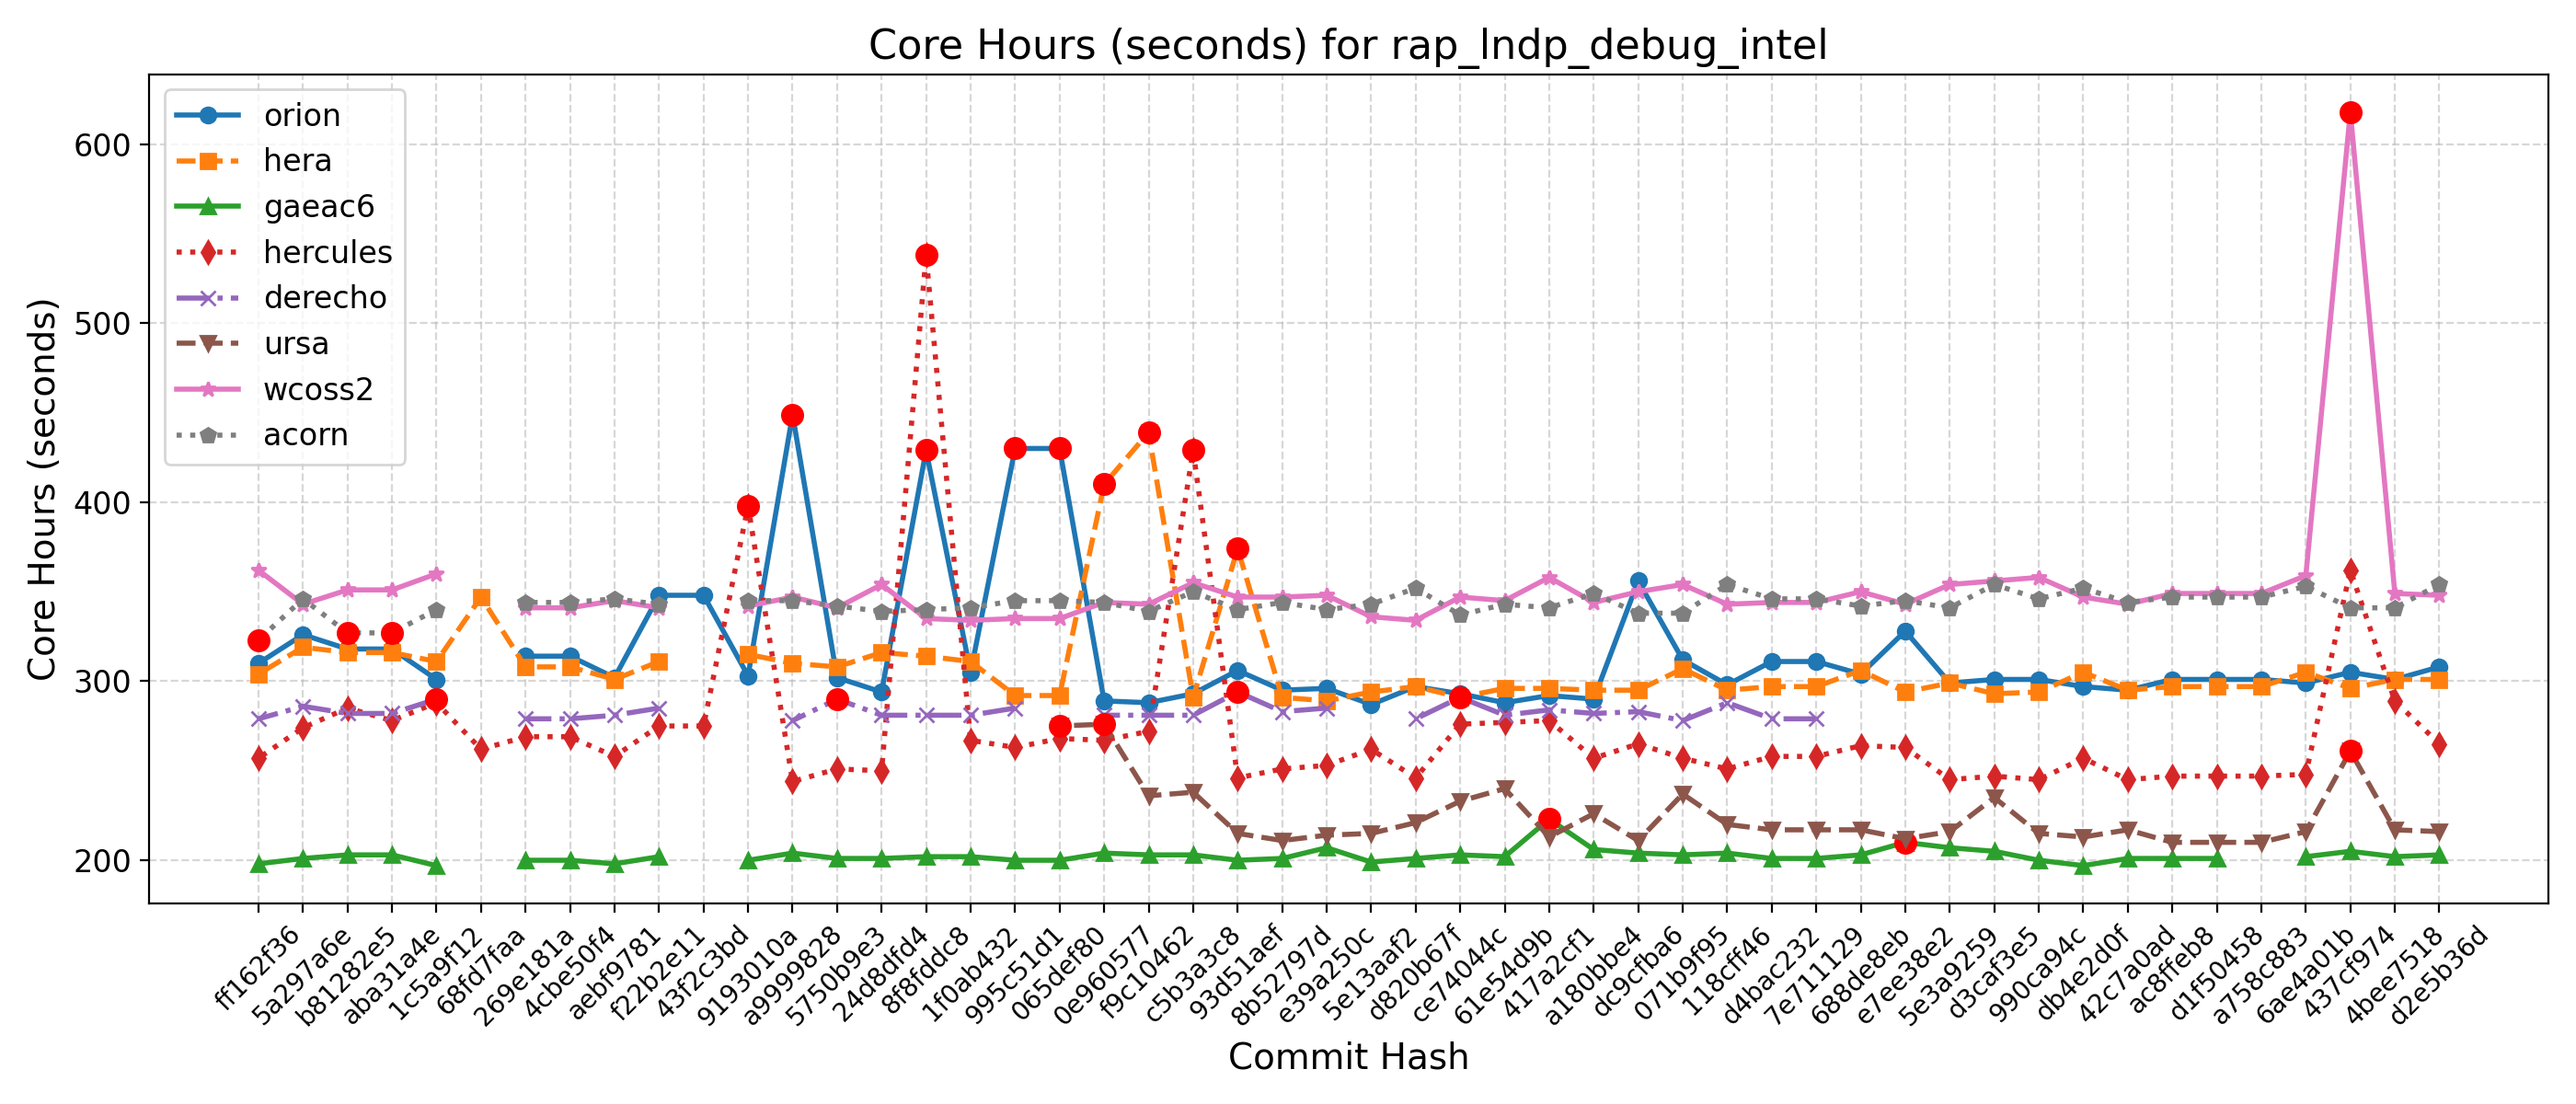 Core Hours (seconds) for rap_lndp_debug_intel
orion
hera
gaeac6
hercules
derecho
ursa
wcoss2
acorn
Core Hours (seconds)
600
500
400
300
200
ff162f36
5a297a6e
b81282e5
aba31a4e
1c5a9f12
68fd7faa
269e181a
4cbe50f4
aebf9781
f22b2e11
43f2c3bd
9193010a
a9999828
5750b9e3
24d8dfd4
8f8fddc8
1f0ab432
995c51d1
065def80
0e960577
f9c10462
c5b3a3c8
93d51aef
8b52797d
e39a250c
5e13aaf2
d820b67f
ce74044c
61e54d9b
417a2cf1
a180bbe4
dc9cfba6
071b9f95
118cff46
d4bac232
7e711129
688de8eb
e7ee38e2
5e3a9259
d3caf3e5
990ca94c
db4e2d0f
42c7a0ad
ac8ffeb8
d1f50458
a758c883
6ae4a01b
437cf974
4bee7518
d2e5b36d
Commit Hash